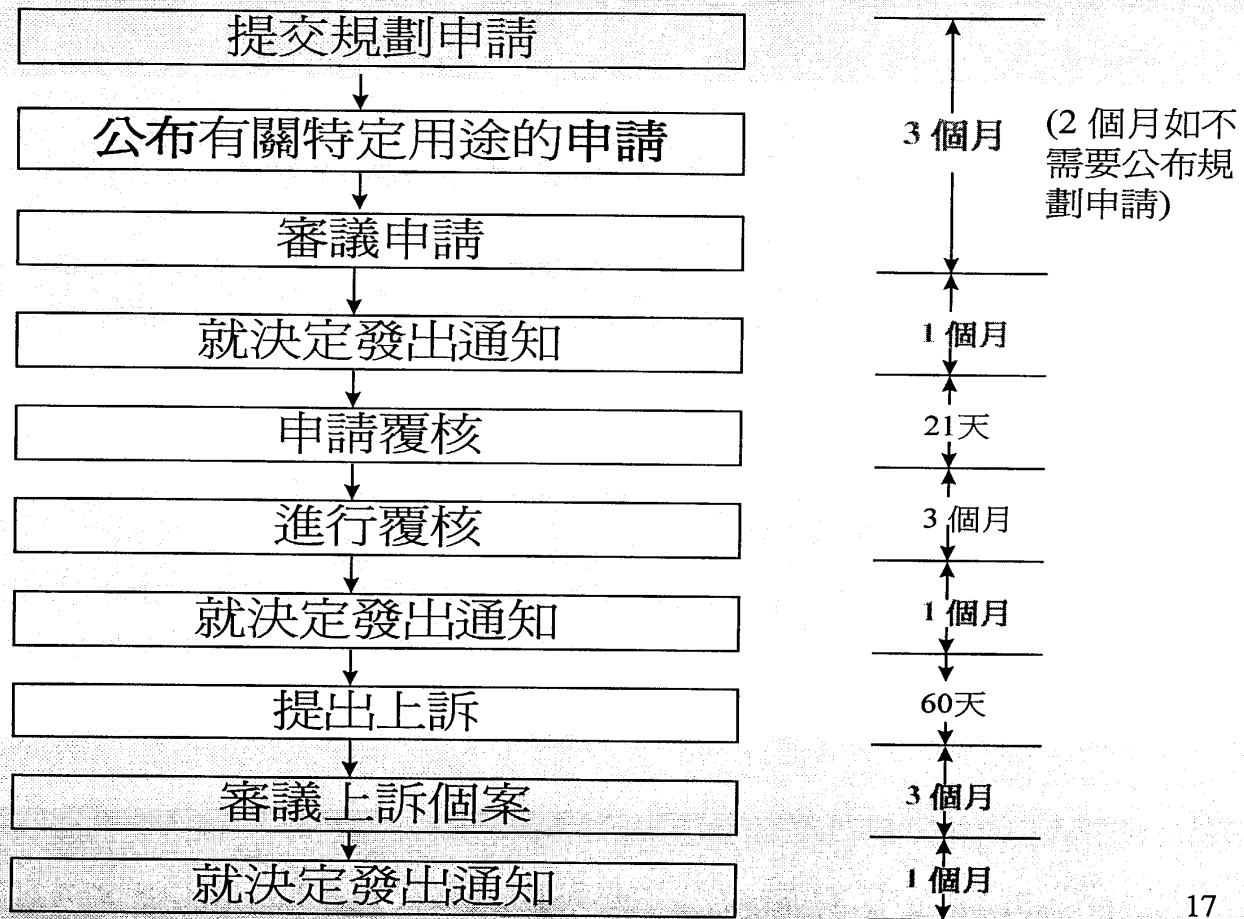 提交規劃申請
公布有關特定用途的申請
審議申請
3 個月
(2 個月如不
需要公布規
劃申請)
就決定發出通知
1 個月
申請覆核
21天
進行覆核
3 個月
就決定發出通知
1 個月
提出上訴
60天
審議上訴個案
3 個月
就決定發出通知
1 個月
17